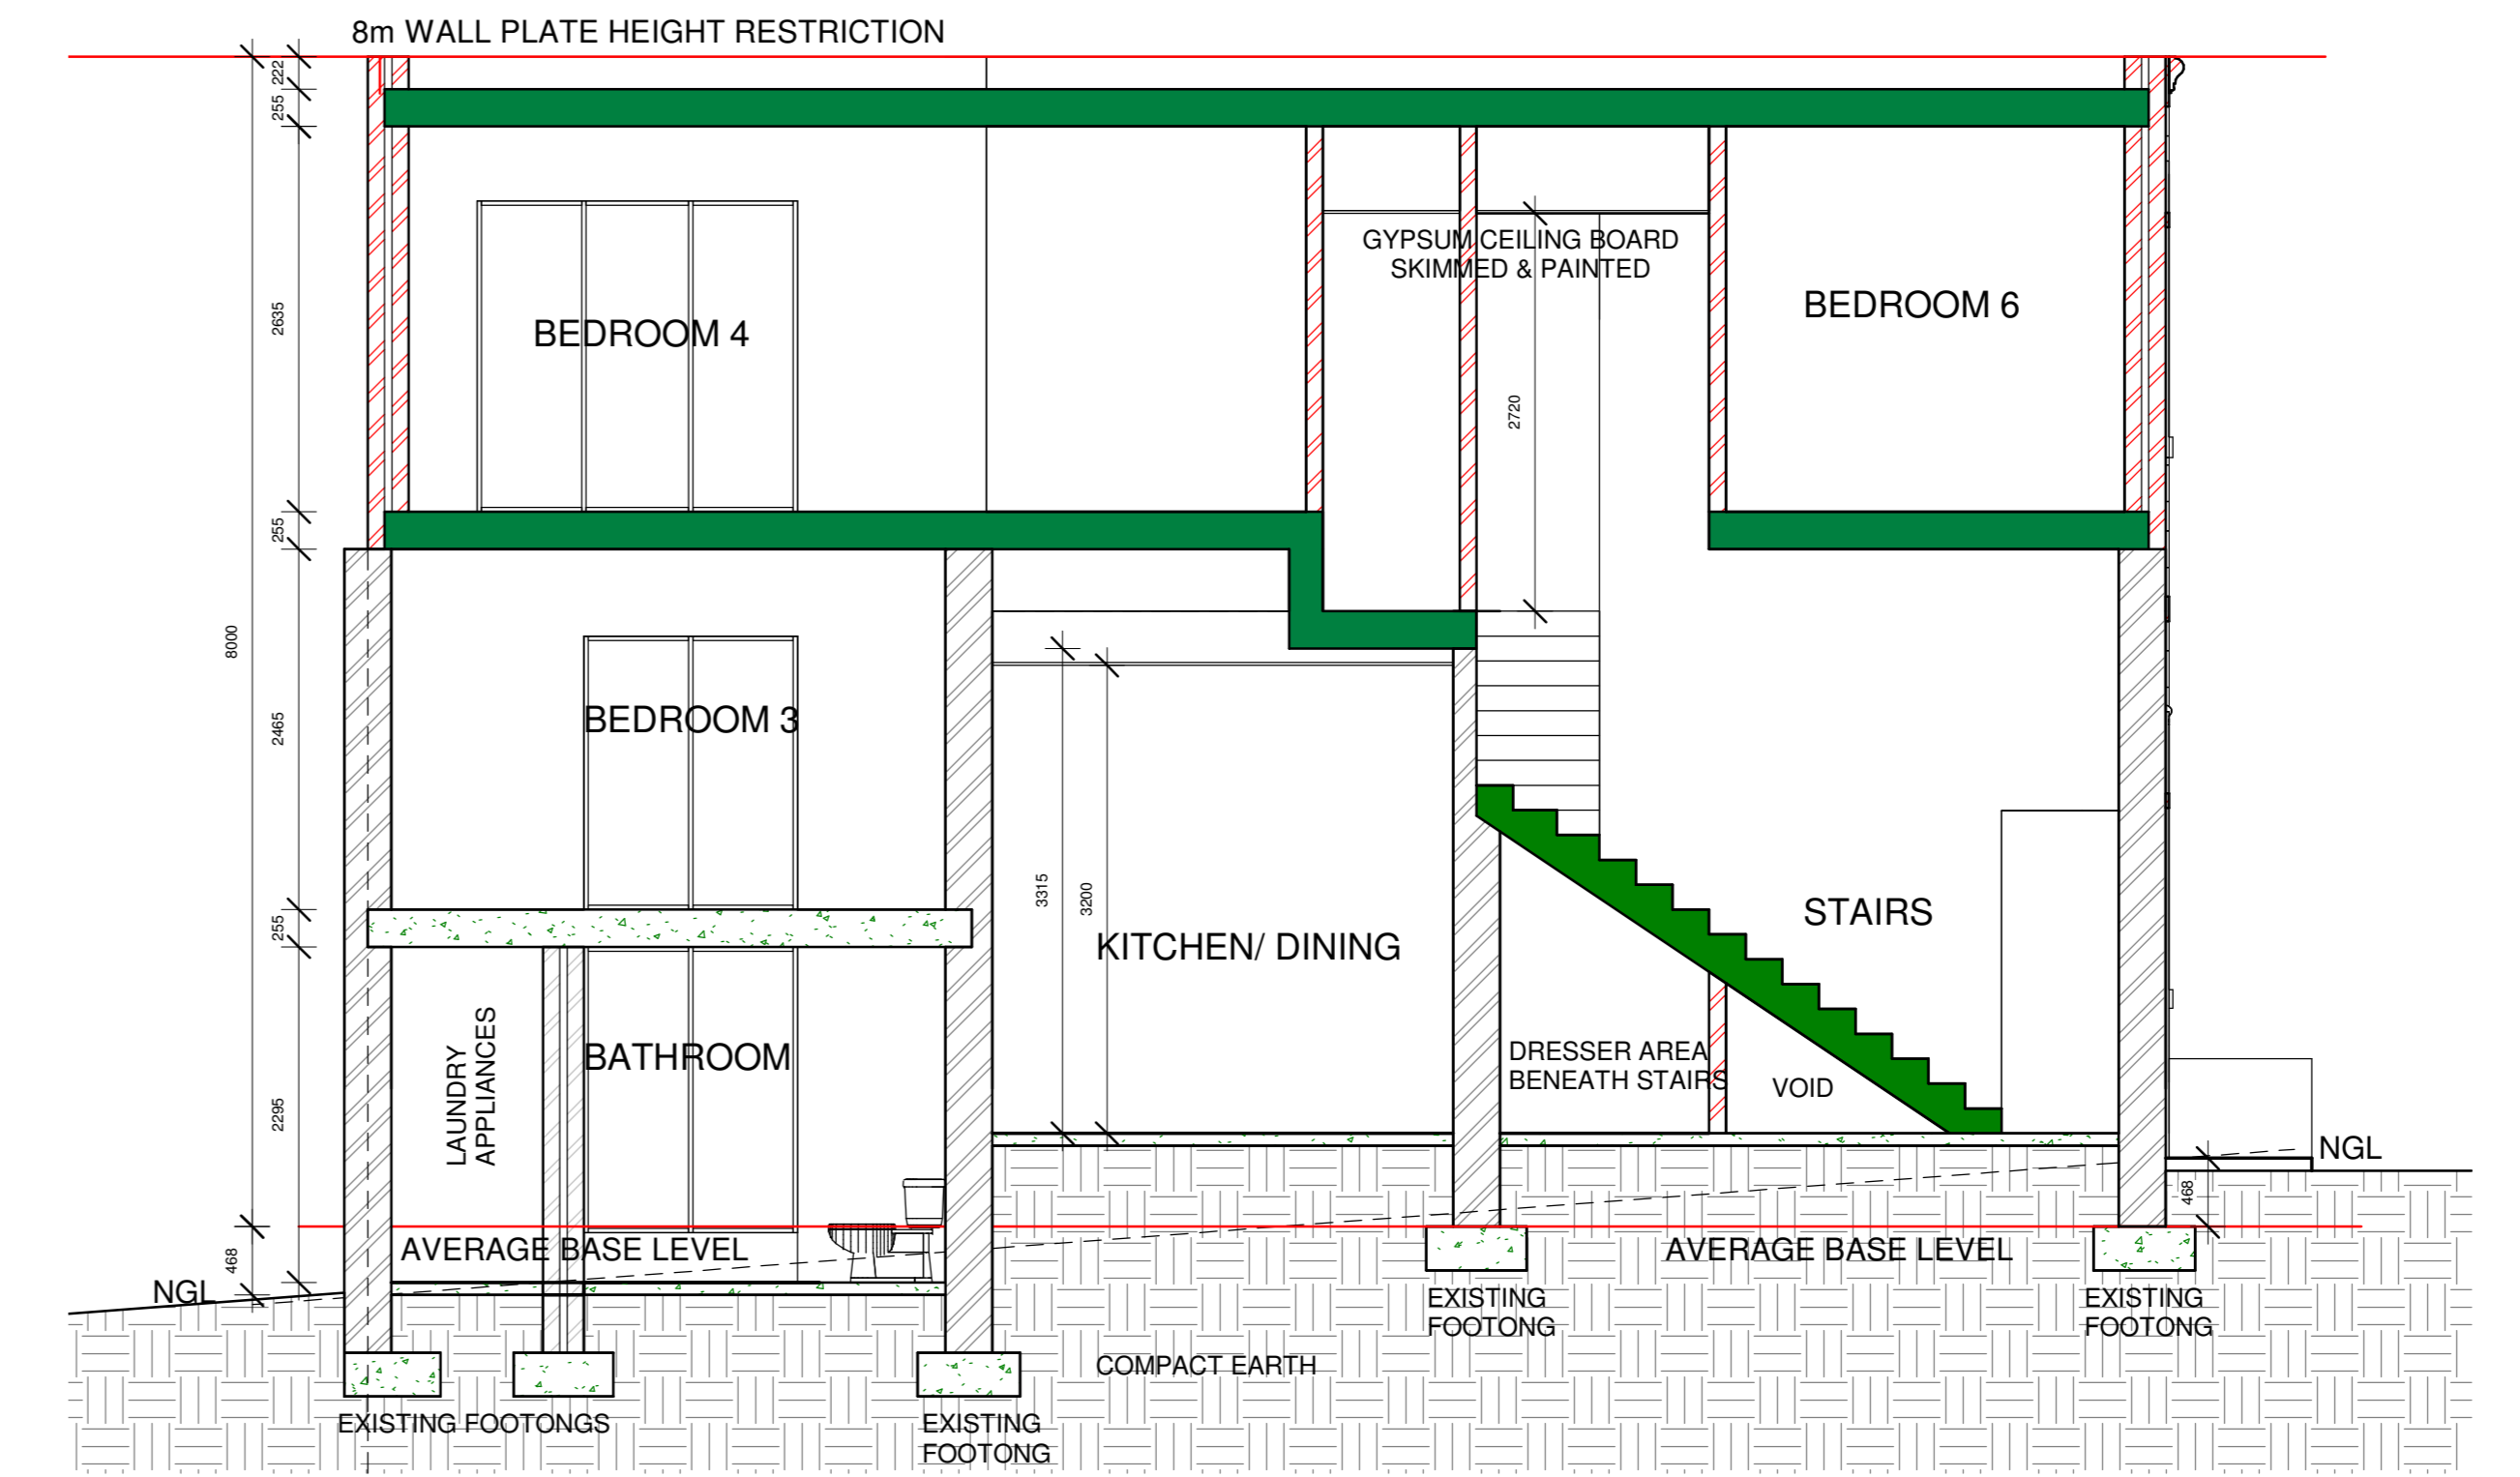 8m WALL PLATE HEIGHT RESTRICTION
222
255
2635
255
8000
2465
255
2295
468
BEDROOM 4
GYPSUM CEILING BOARD
SKIMMED & PAINTED
2720
BEDROOM 6
BEDROOM 3
3315
3200
KITCHEN/ DINING
STAIRS
LAUNDRY
APPLIANCES
BATHROOM
DRESSER AREA
BENEATH STAIRS
VOID
NGL
468
AVERAGE BASE LEVEL
AVERAGE BASE LEVEL
NGL
EXISTING
FOOTONG
EXISTING
FOOTONG
COMPACT EARTH
EXISTING FOOTONGS
EXISTING
FOOTONG